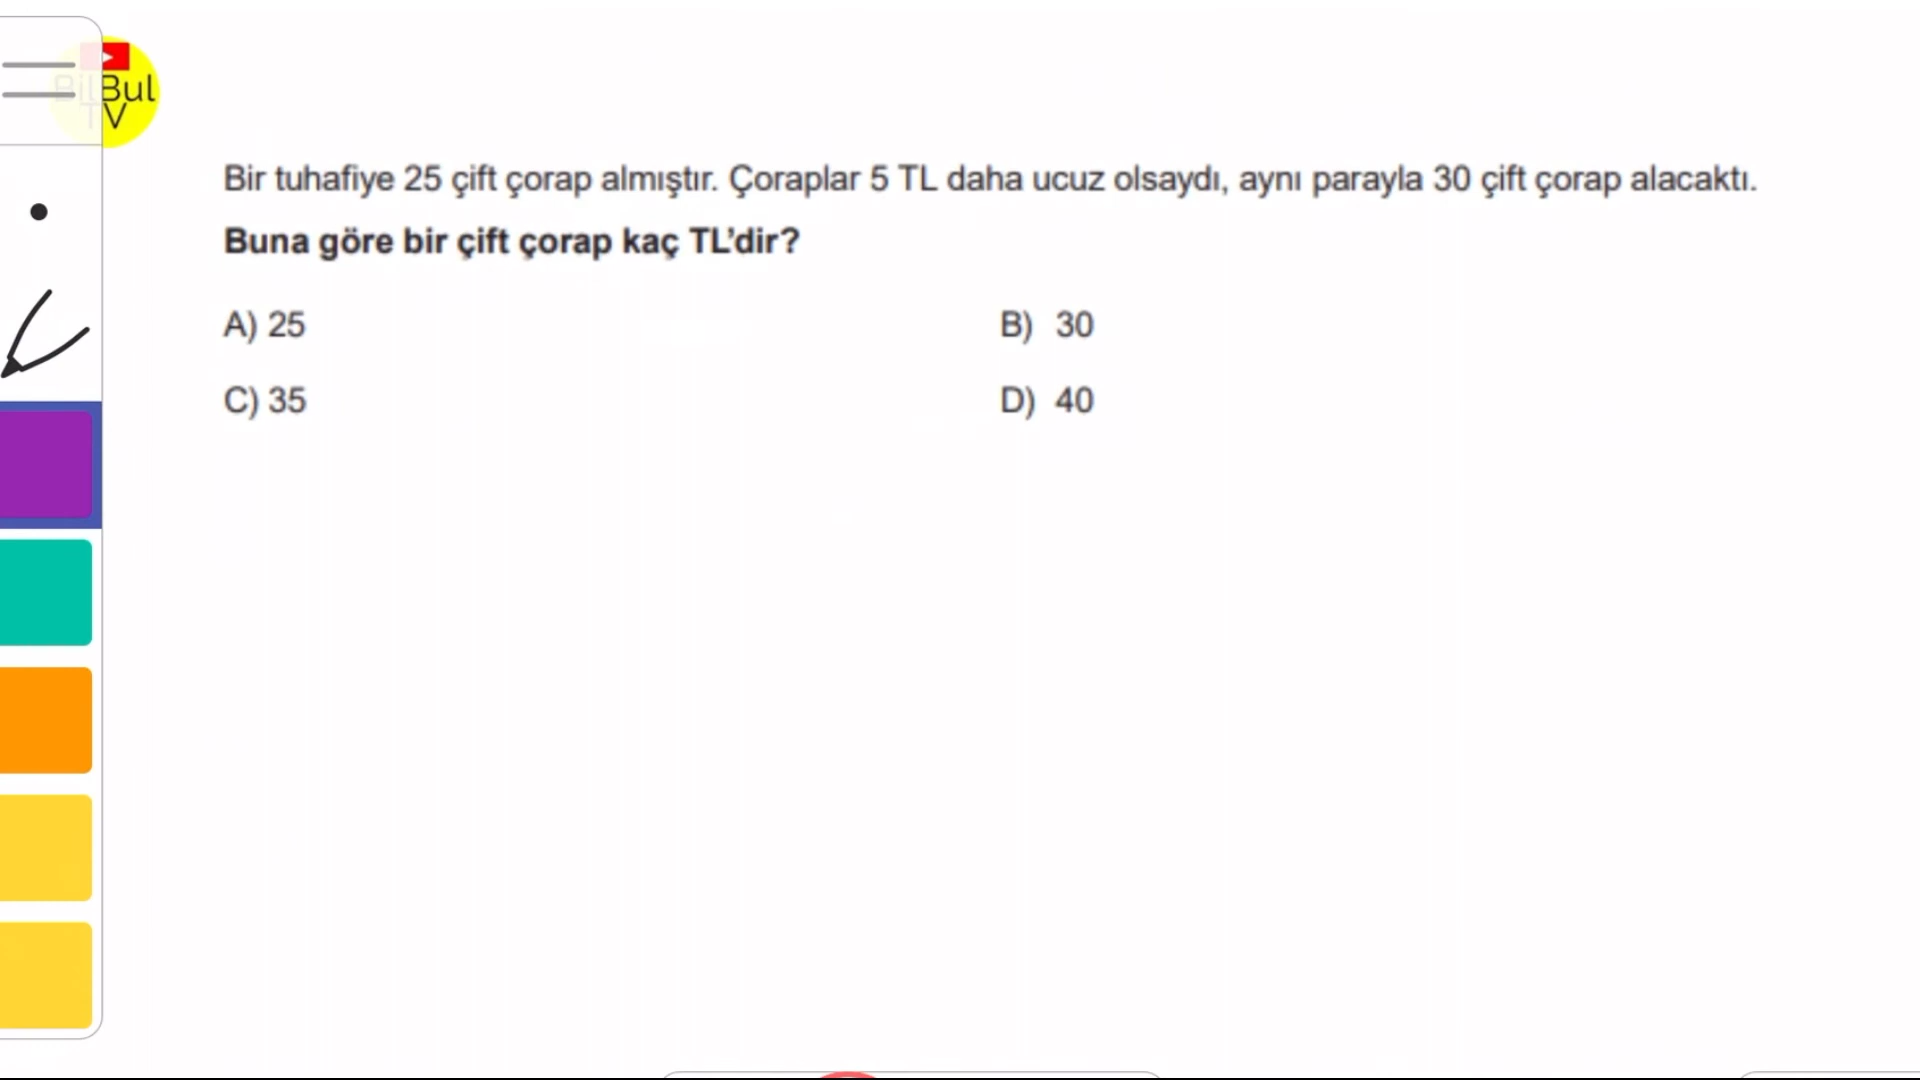 BilBul
TV
Bir tuhafiye 25 çift çorap almıştır. Çoraplar 5 TL daha ucuz olsaydı, aynı parayla 30 çift çorap alacaktı.
Buna göre bir çift çorap kaç TL'dir?
A) 25
B) 30
C) 35
D) 40